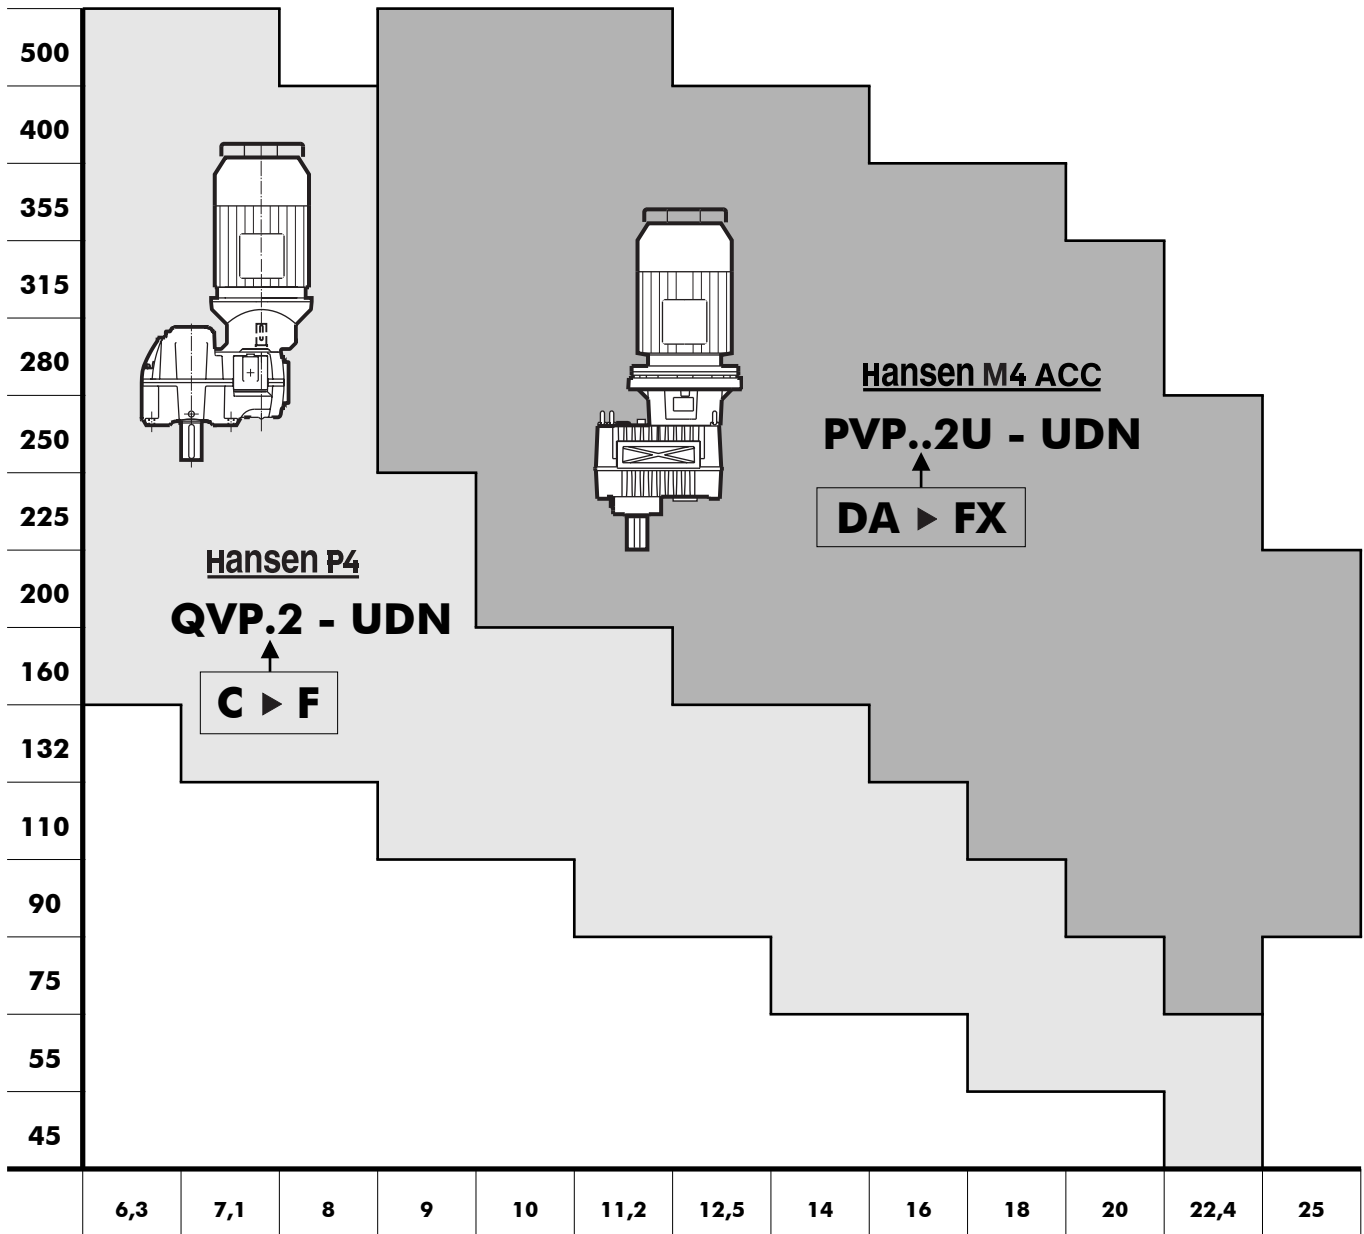 500
400
355
315
280
Hansen M4 ACC
250
PVP..2U - UDN
225
DA ▶ FX
Hansen P4
200
QVP.2 - UDN
160
C ▶ F
132
110
90
75
55
45
6,3 7,1 8 9 10 11,2 12,5 14 16 18 20 22,4 25